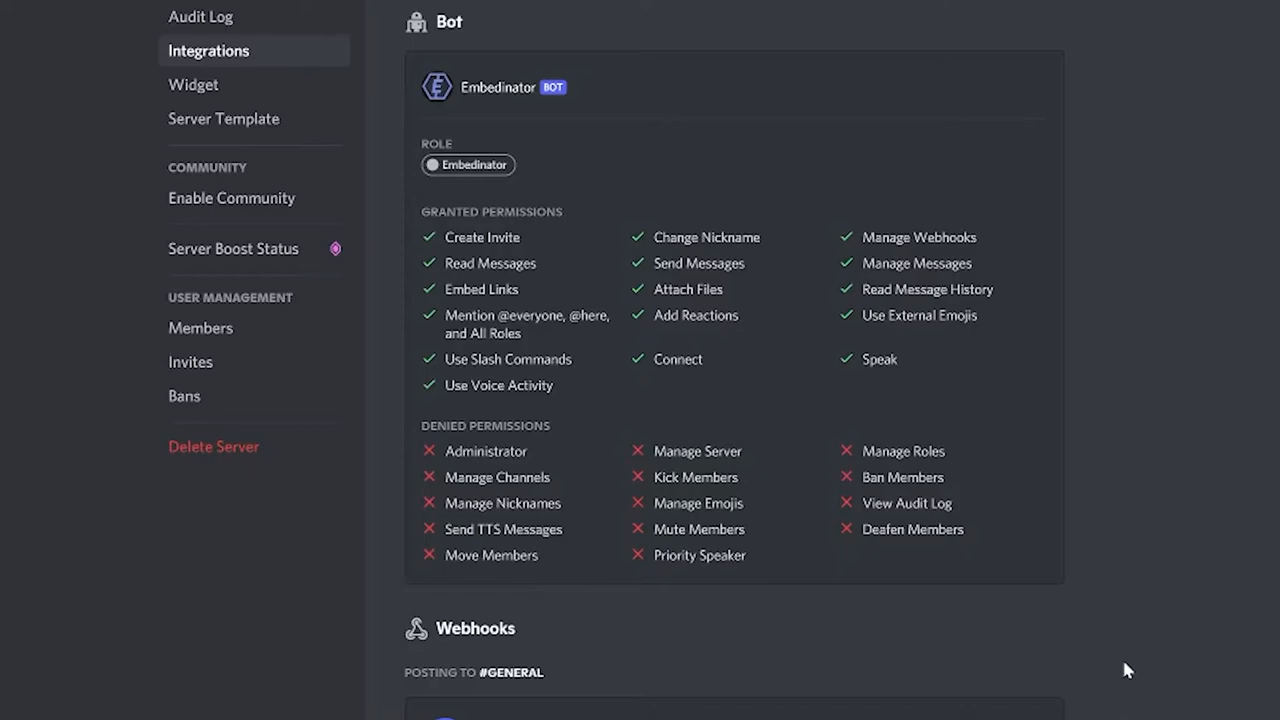 Audit Log
Integrations
Widget
Server Template
COMMUNITY
Enable Community
Server Boost Status
USER MANAGEMENT
Members
Invites
Bans
Delete Server
Bot
Embedinator BOT
ROLE
Embedinator
GRANTED PERMISSIONS
Create Invite Change Nickname Manage Webhooks
Read Messages Send Messages Manage Messages
Embed Links Attach Files Read Message History
Mention @everyone, @here, Add Reactions Use External Emojis
and All Roles
Use Slash Commands Connect Speak
Use Voice Activity
DENIED PERMISSIONS
Administrator Manage Server Manage Roles
Manage Channels Kick Members Ban Members
Manage Nicknames Manage Emojis View Audit Log
Send TTS Messages Mute Members Deafen Members
Move Members Priority Speaker
Webhooks
POSTING TO #GENERAL